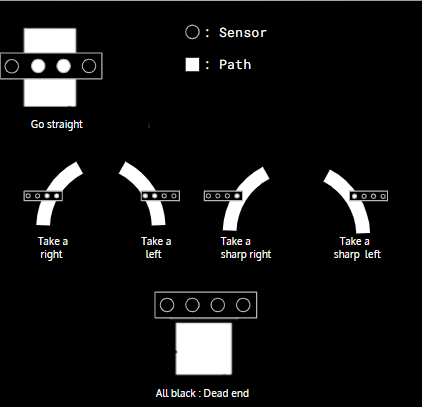 : Sensor
: Path
Go straight
Take a
right
Take a
left
Take a
sharp right
Take a
sharp left
All black : Dead end